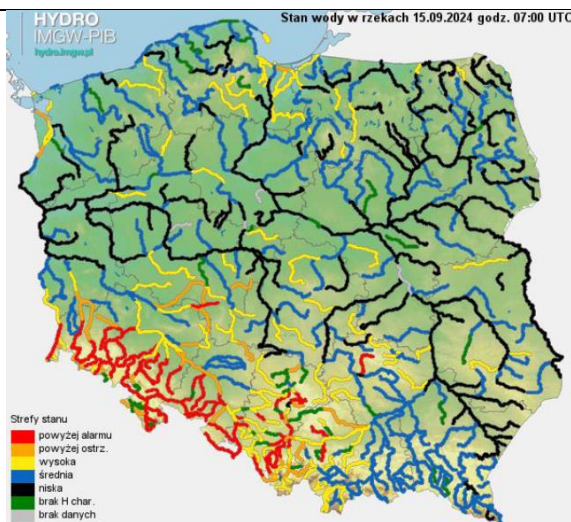 HYDRO
IMGW-PIB
hydro.imgw.pl
Stan wody w rzekach 15.09.2024 godz. 07:00 UTC
Strefy stanu
powyżej alarmu
powyżej ostrz.
wysoka
średnia
niska
brak H char.
brak danych